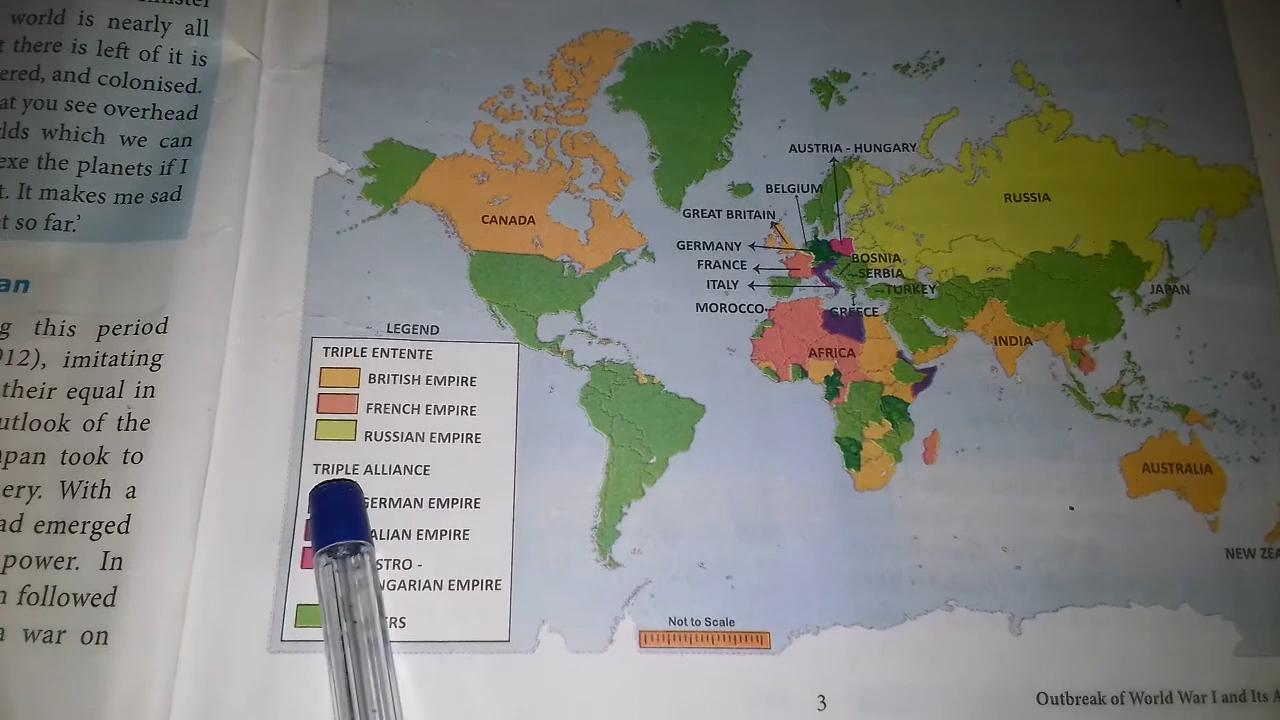 world is nearly all
there is left of it is
ered, and colonised.
at you see overhead
lds which we can
exe the planets if I
t. It makes me sad
t so far.'
an
g this period
12), imitating
their equal in
utlook of the
apan took to
ery. With a
ad emerged
power. In
n followed
a war on
AUSTRIA - HUNGARY
BELGIUM
RUSSIA
GREAT BRITAIN
CANADA
GERMANY
BOSNIA
FRANCE
SERBIA
ITALY
TURKEY
JAPAN
MOROCCO
GREECE
INDIA
AFRICA
AUSTRALIA
NEW ZEA
LEGEND
TRIPLE ENTENTE
BRITISH EMPIRE
FRENCH EMPIRE
RUSSIAN EMPIRE
TRIPLE ALLIANCE
GERMAN EMPIRE
ALIAN EMPIRE
STRO -
NGARIAN EMPIRE
ERS
Not to Scale
3
Outbreak of World War I and Its A